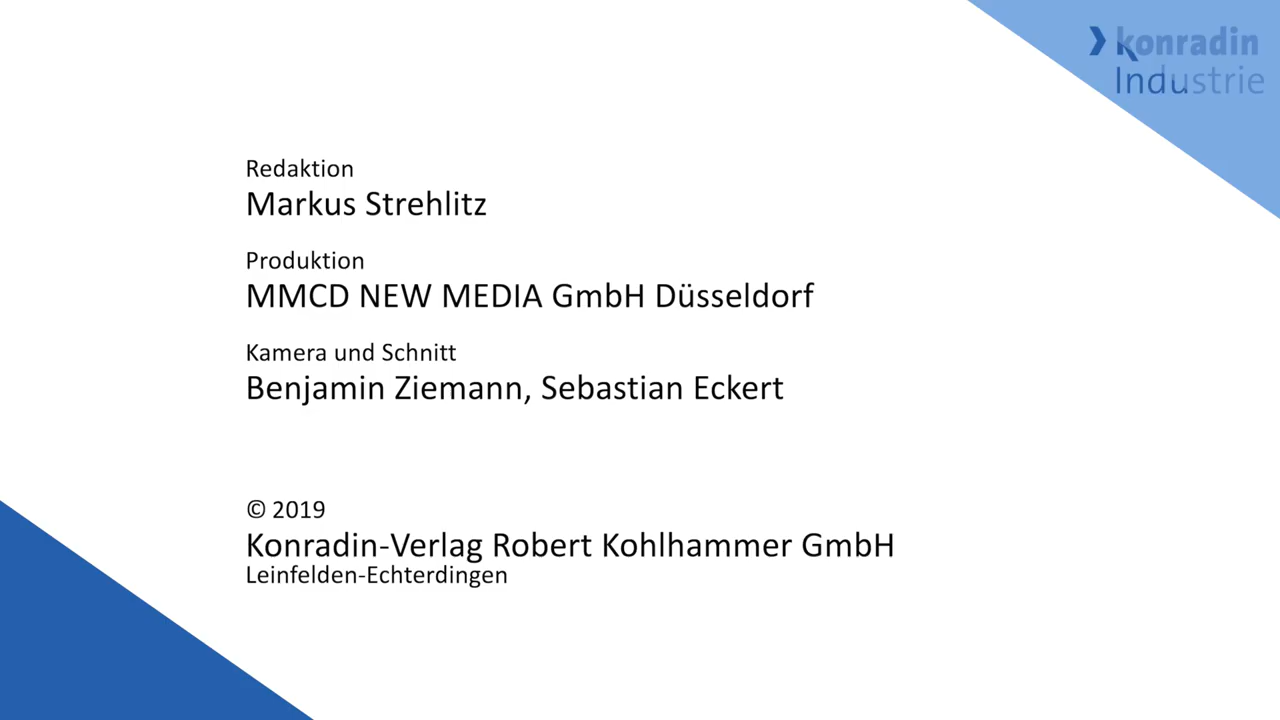 konradin
Industrie
Redaktion
Markus Strehlitz
Produktion
MMCD NEW MEDIA GmbH Düsseldorf
Kamera und Schnitt
Benjamin Ziemann, Sebastian Eckert
© 2019
Konradin-Verlag Robert Kohlhammer GmbH
Leinfelden-Echterdingen